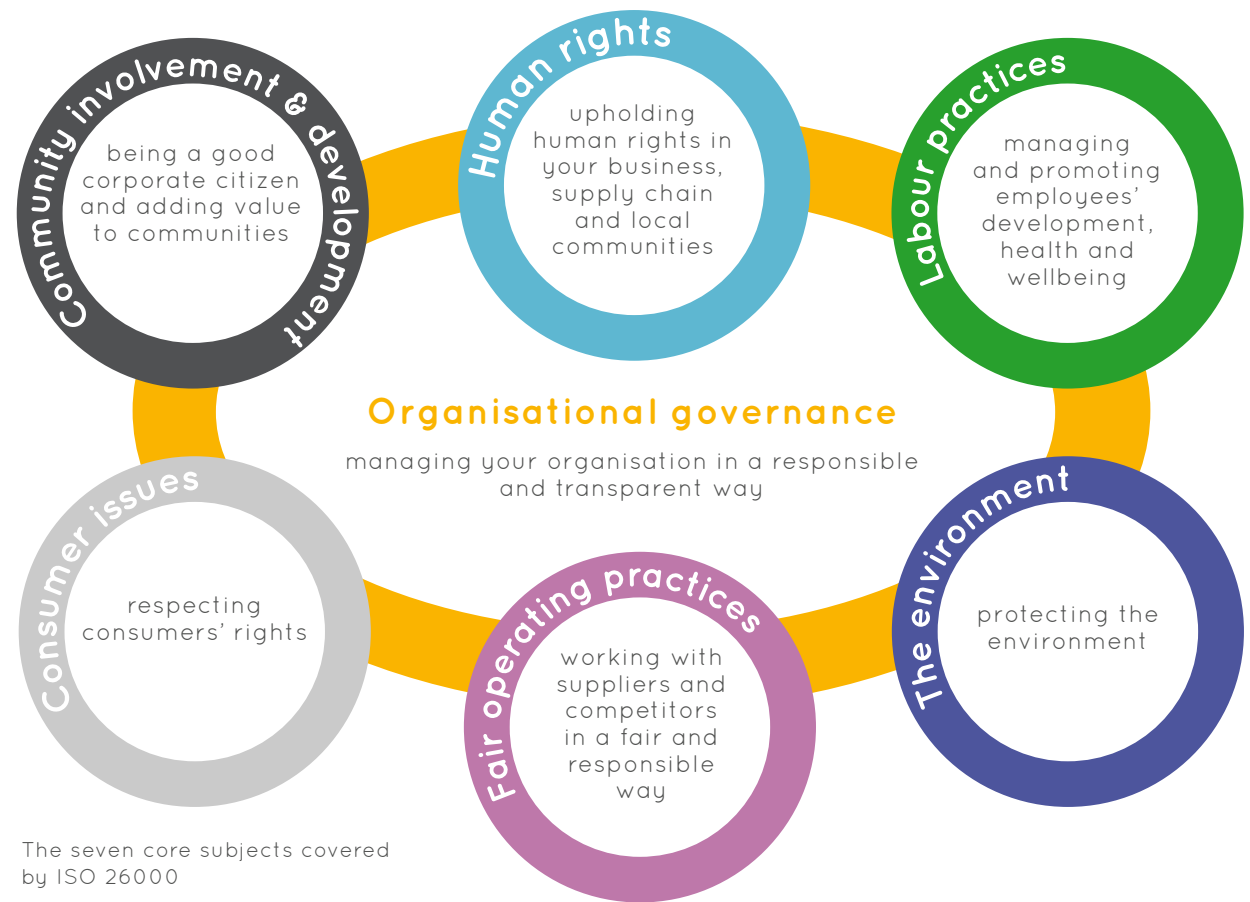 Community involvement & development
being a good
corporate citizen
and adding value
to communities
Human rights
upholding
human rights in
your business,
supply chain
and local
communities
Labour practices
managing
and promoting
employees’
development,
health and
wellbeing
Organisational governance
managing your organisation in a responsible
and transparent way
Consumer issues
respecting
consumers’ rights
Fair operating practices
working with
suppliers and
competitors
in a fair and
responsible
way
The environment
protecting the
environment
The seven core subjects covered
by ISO 26000